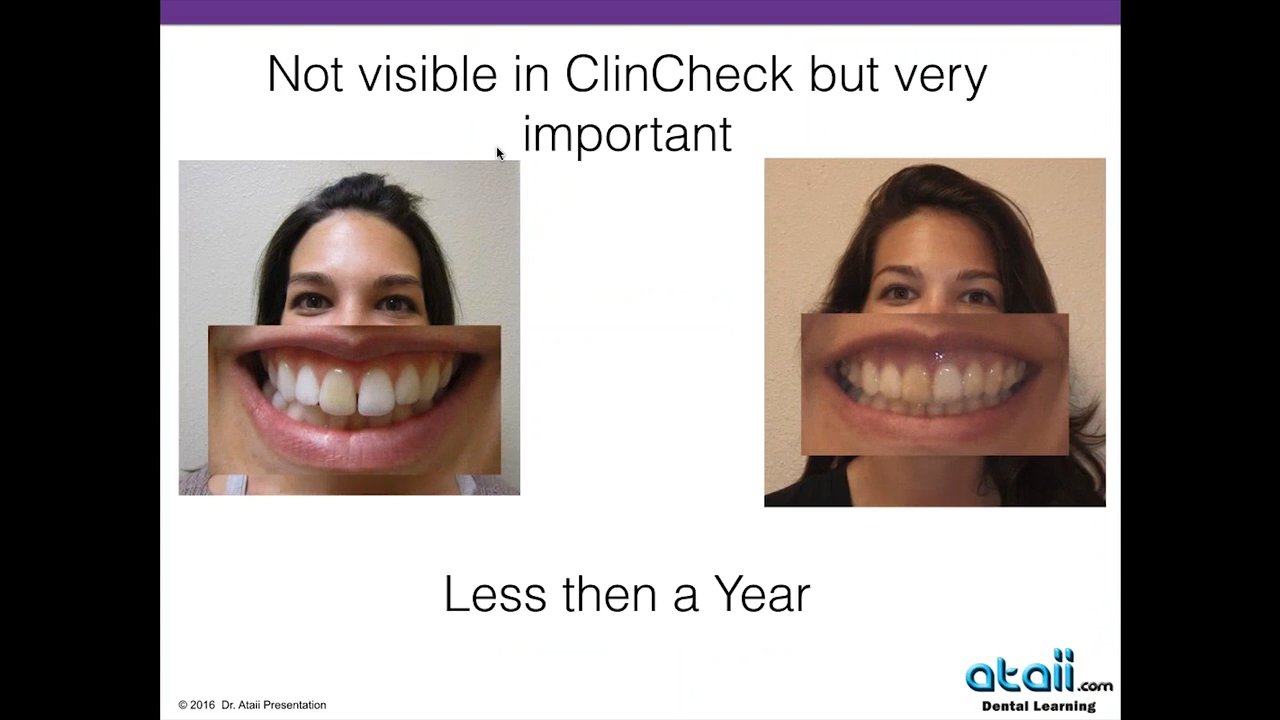 Not visible in ClinCheck but very
important
Less then a Year
© 2016 Dr. Ataii Presentation
ataii.com
Dental Learning